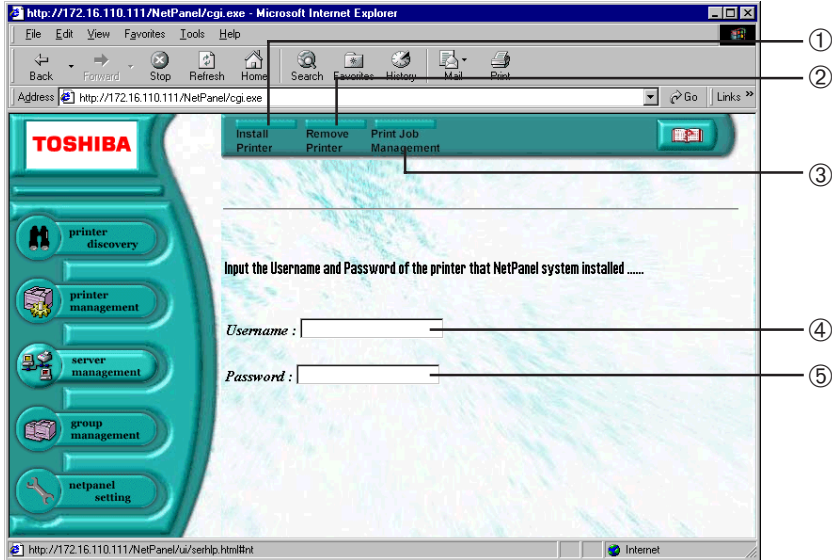 http://172.16.110.111/NetPanel/cgi.exe - Microsoft Internet Explorer
File Edit View Favorites Tools Help
Back Forward Stop Refresh Home Search Favorites History Mail Print
Address http://172.16.110.111/NetPanel/cgi.exe Go Links »
TOSHIBA
Install Printer
Remove Printer
Print Job Management
①
②
③
printer discovery
printer management
server management
group management
netpanel setting
Input the Username and Password of the printer that NetPanel system installed ......
Username :
④
Password :
⑤
http://172.16.110.111/NetPanel/ui/serhlp.html#nt Internet